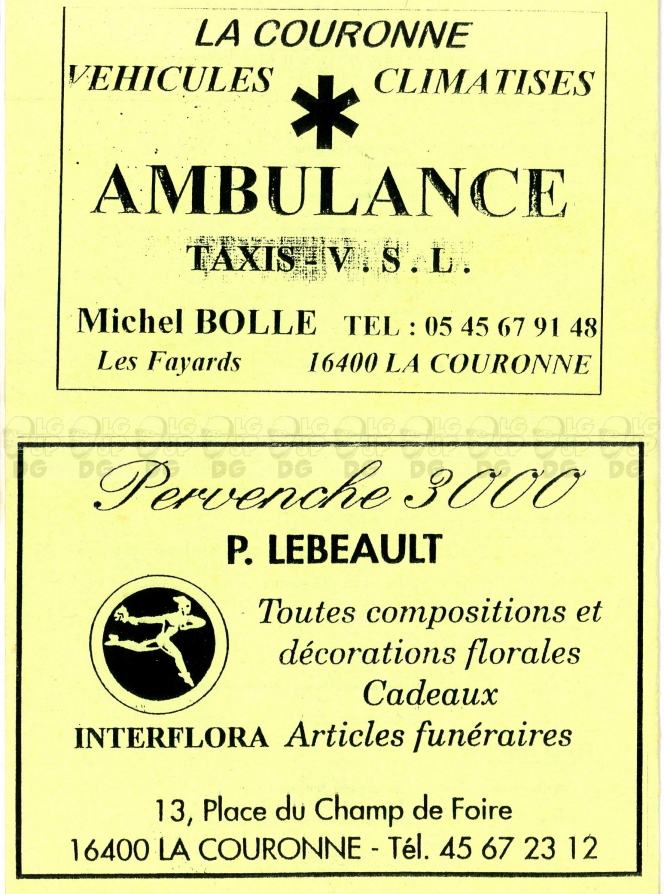 LA COURONNE
VEHICULES CLIMATISES
AMBULANCE
TAXIS - V . S . L .
Michel BOLLE TEL : 05 45 67 91 48
Les Fayards 16400 LA COURONNE
Pervenche 3000
P. LEBEAULT
Toutes compositions et
décorations florales
Cadeaux
INTERFLORA Articles funéraires
13, Place du Champ de Foire
16400 LA COURONNE - Tél. 45 67 23 12